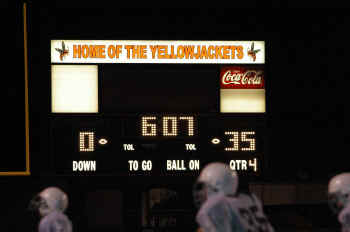 HOME OF THE YELLOWJACKETS
Coca-Cola
0 6 07 35
TOL TOL
DOWN TO GO BALL ON QTR 4